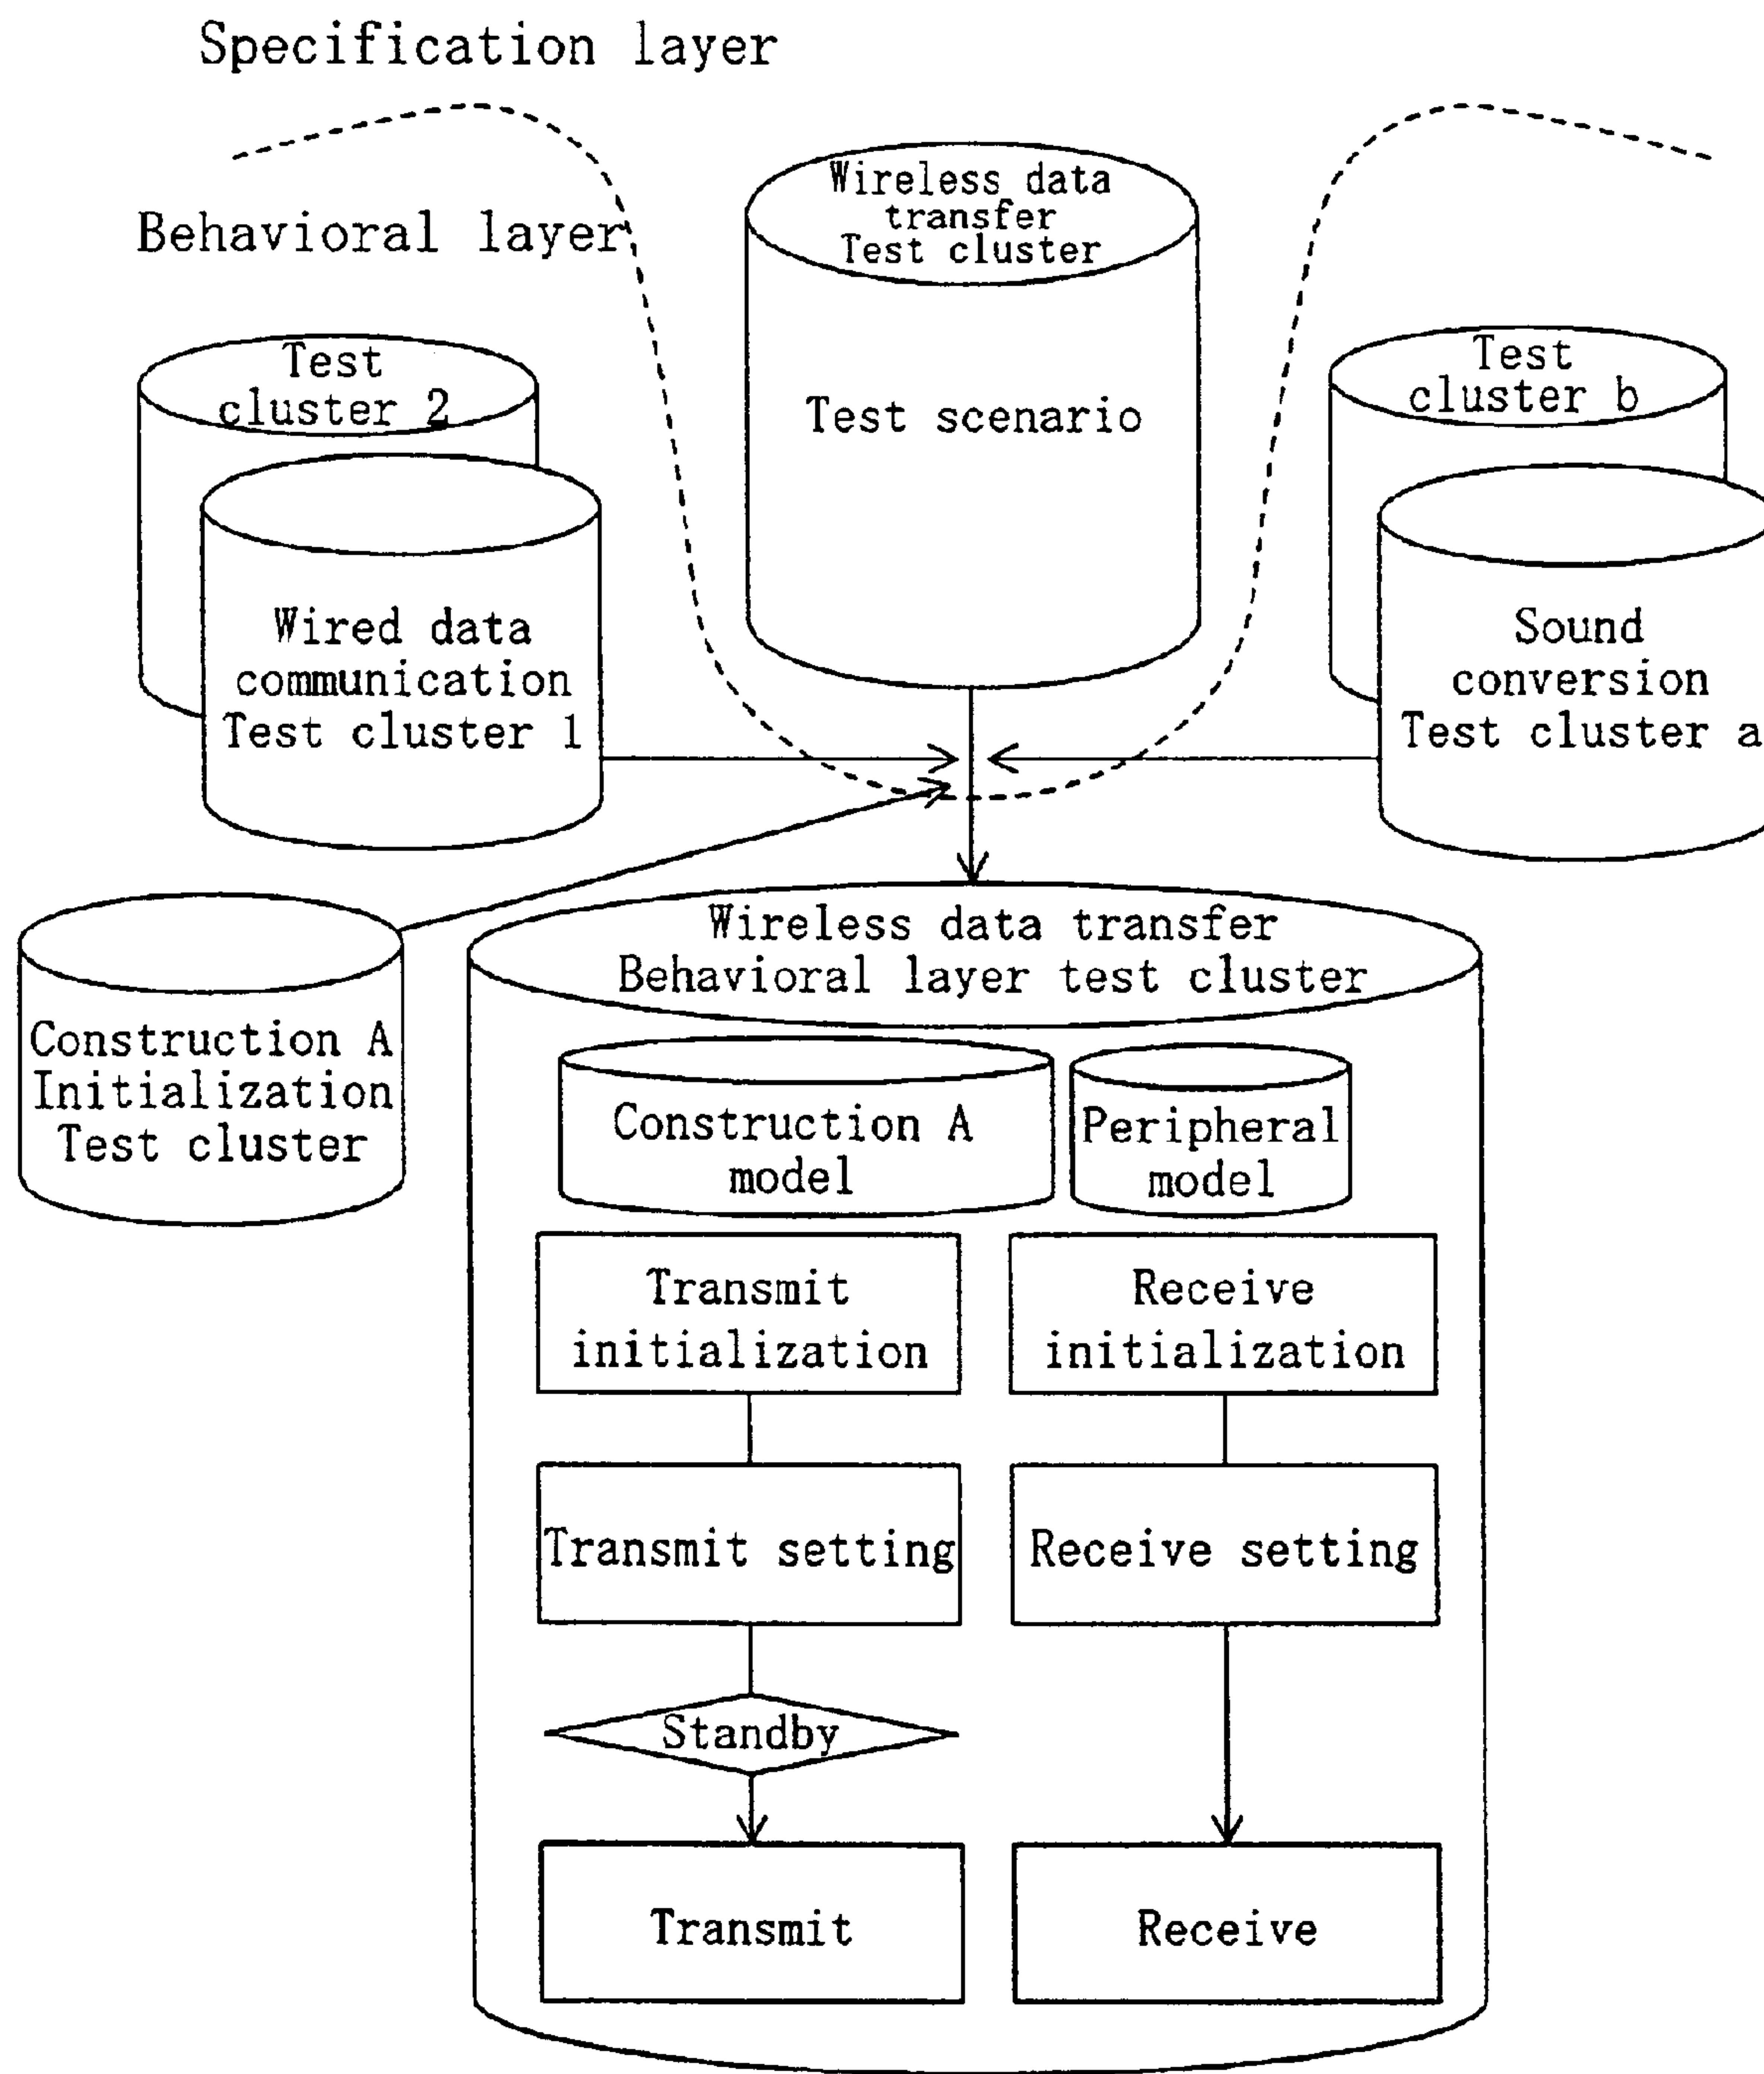 Specification layer
Behavioral layer
Wireless data
transfer
Test cluster
Test scenario
Test
cluster 2
Wired data
communication
Test cluster 1
Test
cluster b
Sound
conversion
Test cluster a
Construction A
Initialization
Test cluster
Wireless data transfer
Behavioral layer test cluster
Construction A
model
Peripheral
model
Transmit
initialization
Receive
initialization
Transmit setting
Receive setting
Standby
Transmit
Receive